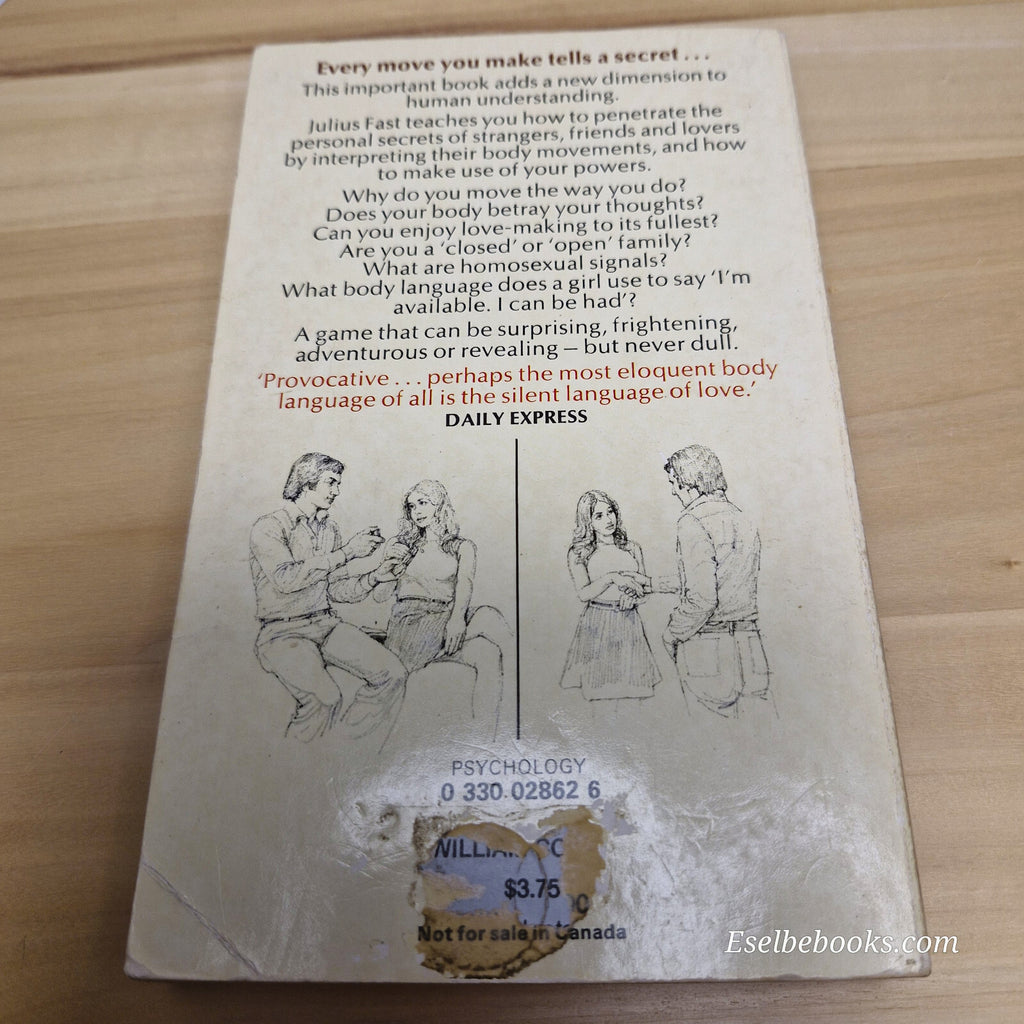 Every move you make tells a secret . . .
This important book adds a new dimension to
human understanding.
Julius Fast teaches you how to penetrate the
personal secrets of strangers, friends and lovers
by interpreting their body movements, and how
to make use of your powers.
Why do you move the way you do?
Does your body betray your thoughts?
Can you enjoy love-making to its fullest?
Are you a ‘closed’ or ‘open’ family?
What are homosexual signals?
What body language does a girl use to say ‘I’m
available. I can be had’?
A game that can be surprising, frightening,
adventurous or revealing – but never dull.
‘Provocative . . . perhaps the most eloquent body
language of all is the silent language of love.’
DAILY EXPRESS
PSYCHOLOGY
0 330 02862 6
$3.75
Not for sale in Canada
Eselbebooks.com